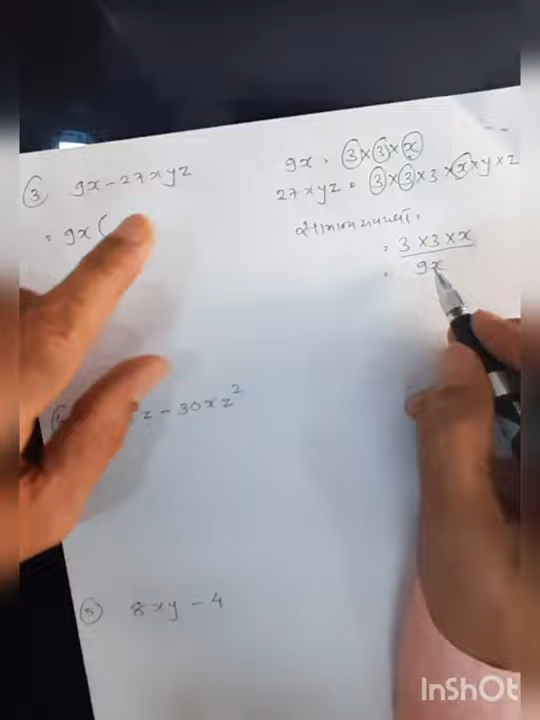 ③ 9x - 27xyz
= 9x (
9x = 3 × 3 × x
27xyz = 3 × 3 × 3 × x × y × z
= 3 × 3 × x
= 9x
z - 30xz²
⑤ 8xy - 4
InShOt